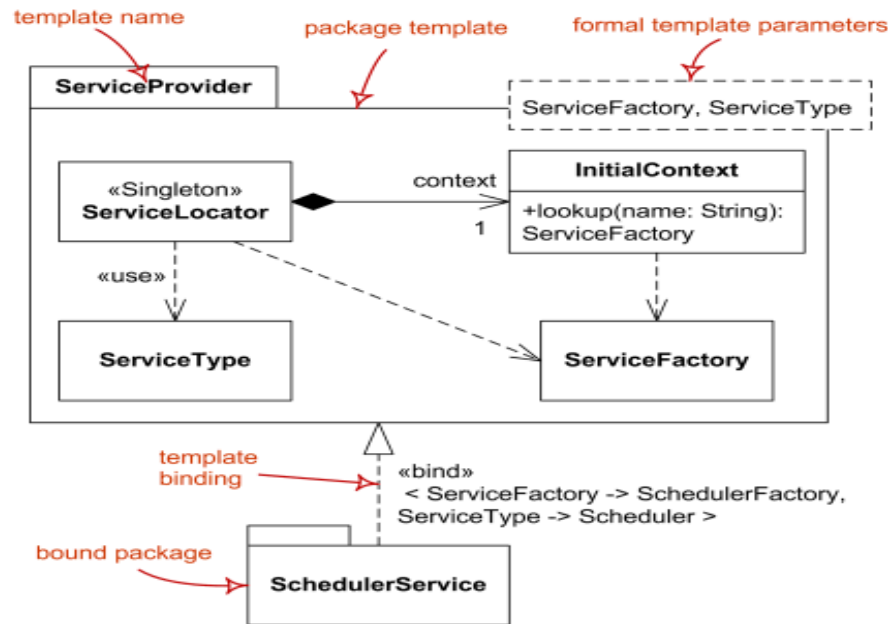 template name
package template
formal template parameters
ServiceProvider
ServiceFactory, ServiceType
«Singleton»
ServiceLocator
context
1
InitialContext
+lookup(name: String):
ServiceFactory
«use»
ServiceType
ServiceFactory
template
binding
«bind»
< ServiceFactory -> SchedulerFactory,
ServiceType -> Scheduler >
bound package
SchedulerService